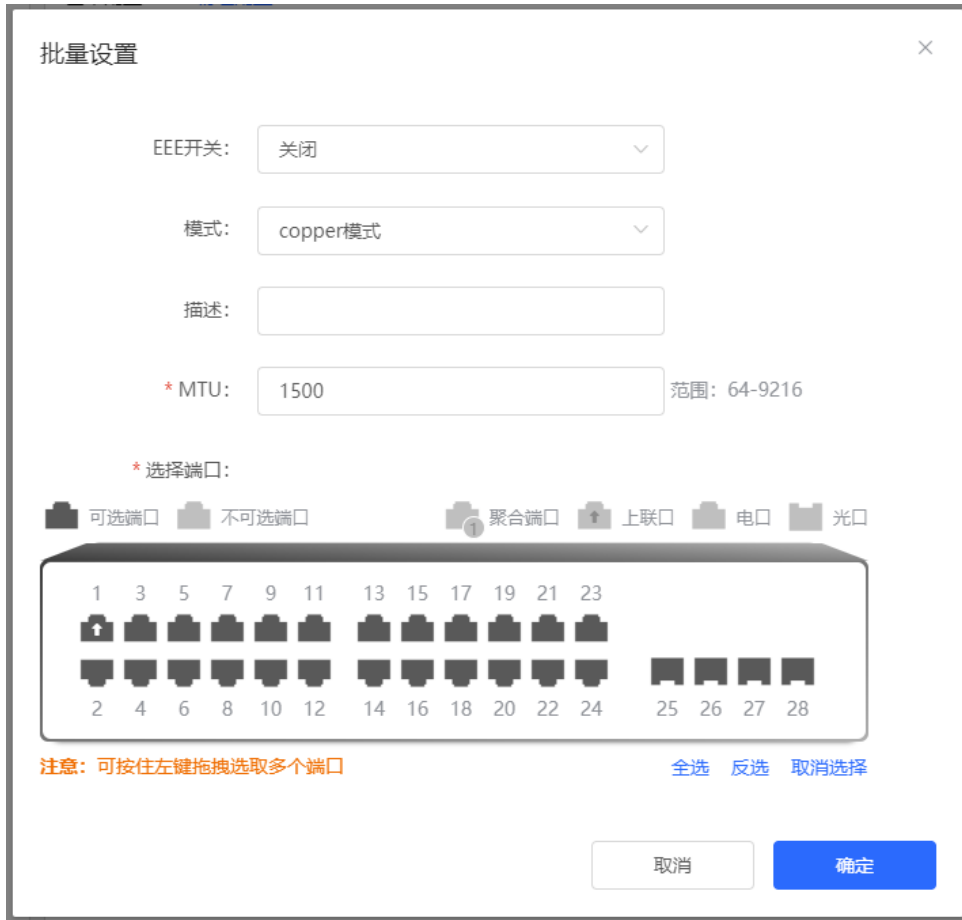 批量设置
EEE开关: 关闭
模式: copper模式
描述:
* MTU: 1500 范围: 64-9216
* 选择端口:
可选端口 不可选端口 1 聚合端口 上联口 电口 光口
1 3 5 7 9 11 13 15 17 19 21 23
2 4 6 8 10 12 14 16 18 20 22 24 25 26 27 28
注意: 可按住左键拖拽选取多个端口 全选 反选 取消选择
取消 确定